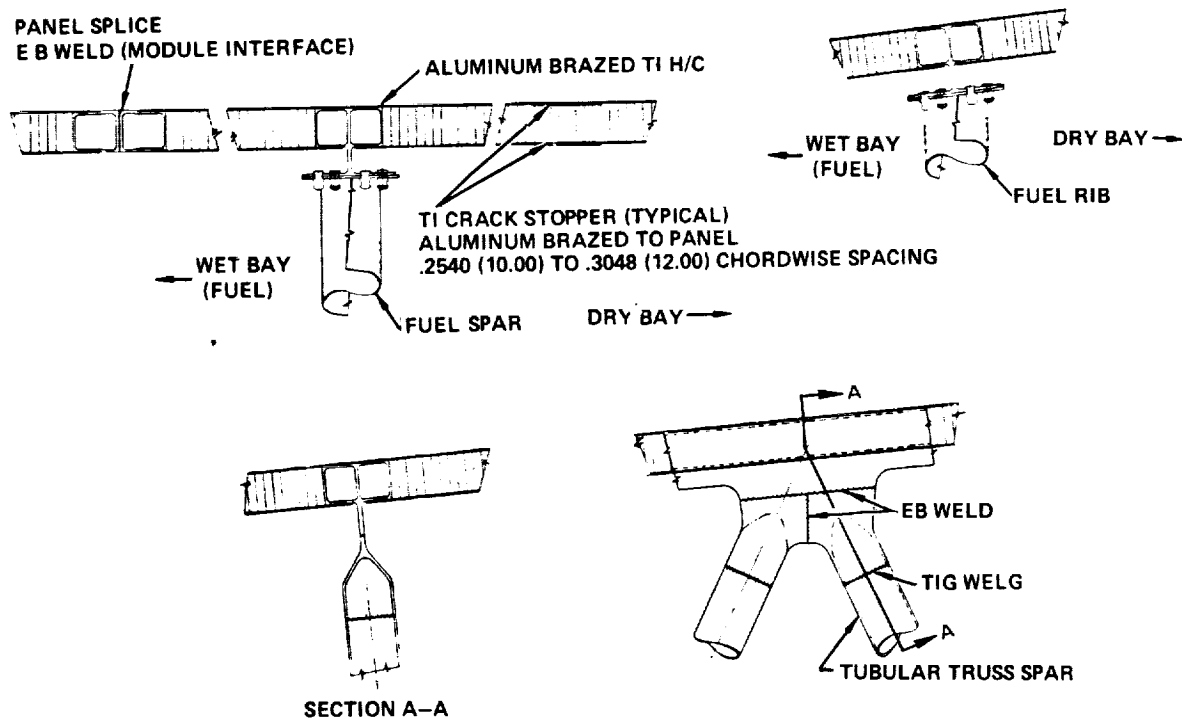 PANEL SPLICE
E B WELD (MODULE INTERFACE)
ALUMINUM BRAZED TI H/C
WET BAY
(FUEL)
DRY BAY
FUEL RIB
TI CRACK STOPPER (TYPICAL)
ALUMINUM BRAZED TO PANEL
.2540 (10.00) TO .3048 (12.00) CHORDWISE SPACING
WET BAY
(FUEL)
FUEL SPAR
DRY BAY
A
EB WELD
TIG WELG
A
TUBULAR TRUSS SPAR
SECTION A–A